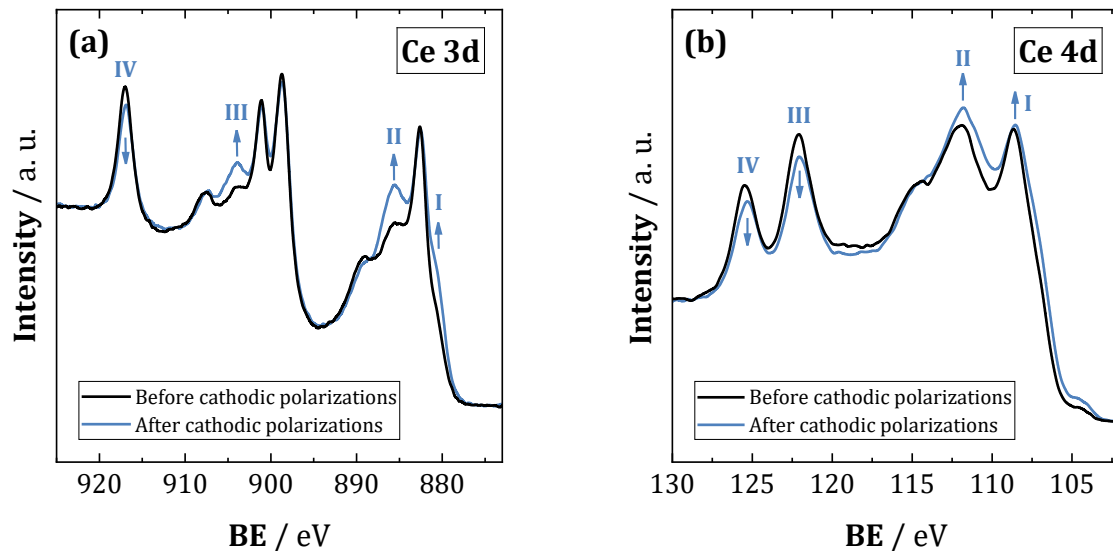 (a)
Ce 3d
IV
III
II
I
Intensity / a. u.
Before cathodic polarizations
After cathodic polarizations
920 910 900 890 880
BE / eV
(b)
Ce 4d
IV
III
II
I
Intensity / a. u.
Before cathodic polarizations
After cathodic polarizations
130 125 120 115 110 105
BE / eV